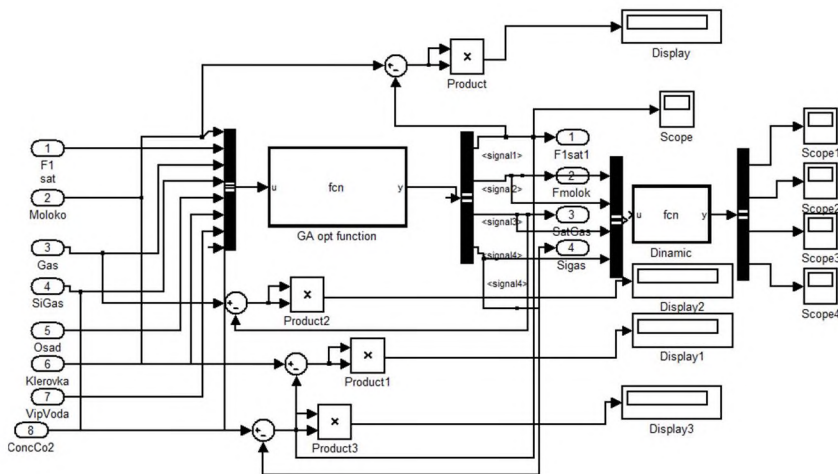 Display
Product
Scope
1
F1
sat
2
Moloko
3
Gas
4
SiGas
5
Osad
6
Klerovka
7
VipVoda
8
ConcCo2
u
fcn
y
GA opt function
<signal1>
<signal2>
<signal3>
<signal4>
<signal4>
1
F1sat1
2
Fmolok
3
SatGas
4
Sigas
u
fcn
y
Dinamic
Scope1
Scope2
Scope3
Scope4
Product2
Display2
Product1
Display1
Product3
Display3